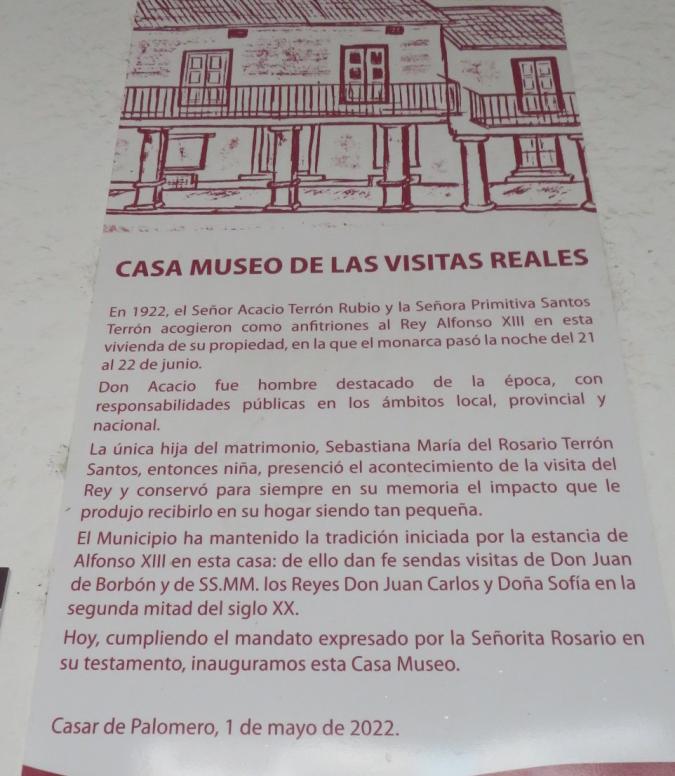 CASA MUSEO DE LAS VISITAS REALES
En 1922, el Señor Acacio Terrón Rubio y la Señora Primitiva Santos
Terrón acogieron como anfitriones al Rey Alfonso XIII en esta
vivienda de su propiedad, en la que el monarca pasó la noche del 21
al 22 de junio.
Don Acacio fue hombre destacado de la época, con
responsabilidades públicas en los ámbitos local, provincial y
nacional.
La única hija del matrimonio, Sebastiana María del Rosario Terrón
Santos, entonces niña, presenció el acontecimiento de la visita del
Rey y conservó para siempre en su memoria el impacto que le
produjo recibirlo en su hogar siendo tan pequeña.
El Municipio ha mantenido la tradición iniciada por la estancia de
Alfonso XIII en esta casa: de ello dan fe sendas visitas de Don Juan
de Borbón y de SS.MM. los Reyes Don Juan Carlos y Doña Sofía en la
segunda mitad del siglo XX.
Hoy, cumpliendo el mandato expresado por la Señorita Rosario en
su testamento, inauguramos esta Casa Museo.
Casar de Palomero, 1 de mayo de 2022.